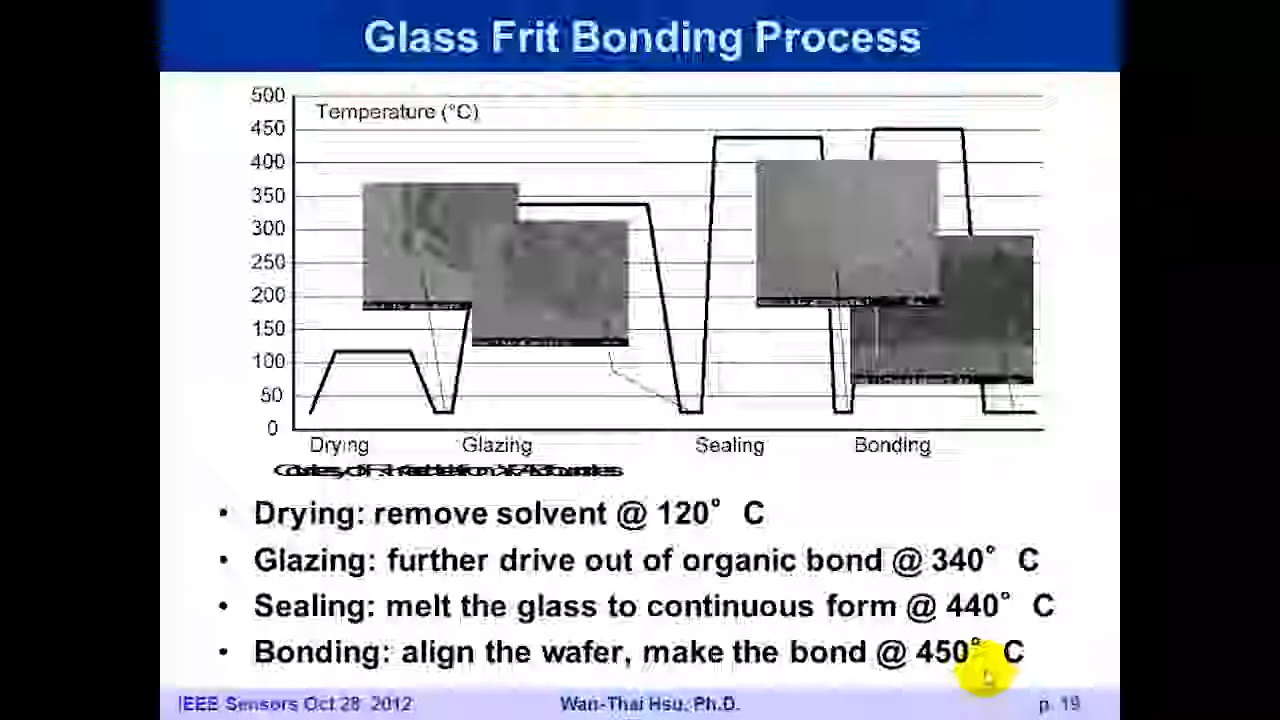 Glass Frit Bonding Process
500
Temperature (°C)
450
400
350
300
250
200
150
100
50
0
Drying Glazing Sealing Bonding
Courtesy of
• Drying: remove solvent @ 120° C
• Glazing: further drive out of organic bond @ 340° C
• Sealing: melt the glass to continuous form @ 440° C
• Bonding: align the wafer, make the bond @ 450° C
IEEE Sensors Oct 28 2012 Wan-Thai Hsu, Ph.D. p. 19